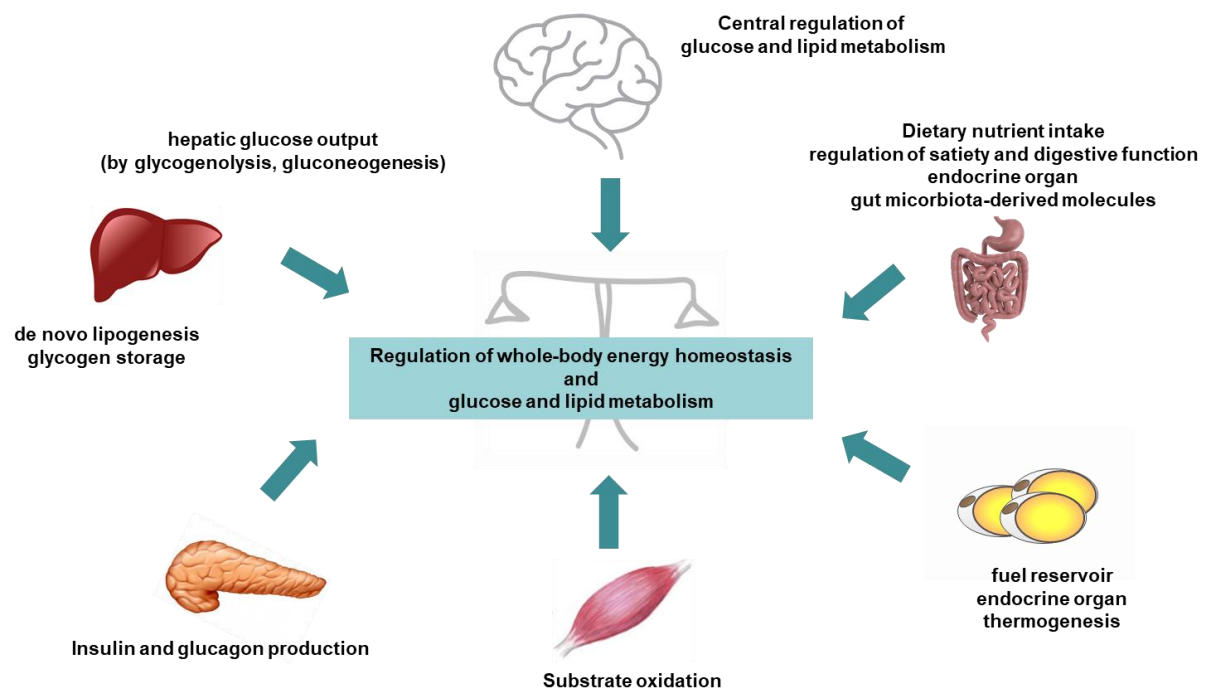 Central regulation of
glucose and lipid metabolism
hepatic glucose output
(by glycogenolysis, gluconeogenesis)
Dietary nutrient intake
regulation of satiety and digestive function
endocrine organ
gut micorbiota-derived molecules
de novo lipogenesis
glycogen storage
Regulation of whole-body energy homeostasis
and
glucose and lipid metabolism
fuel reservoir
endocrine organ
thermogenesis
Insulin and glucagon production
Substrate oxidation